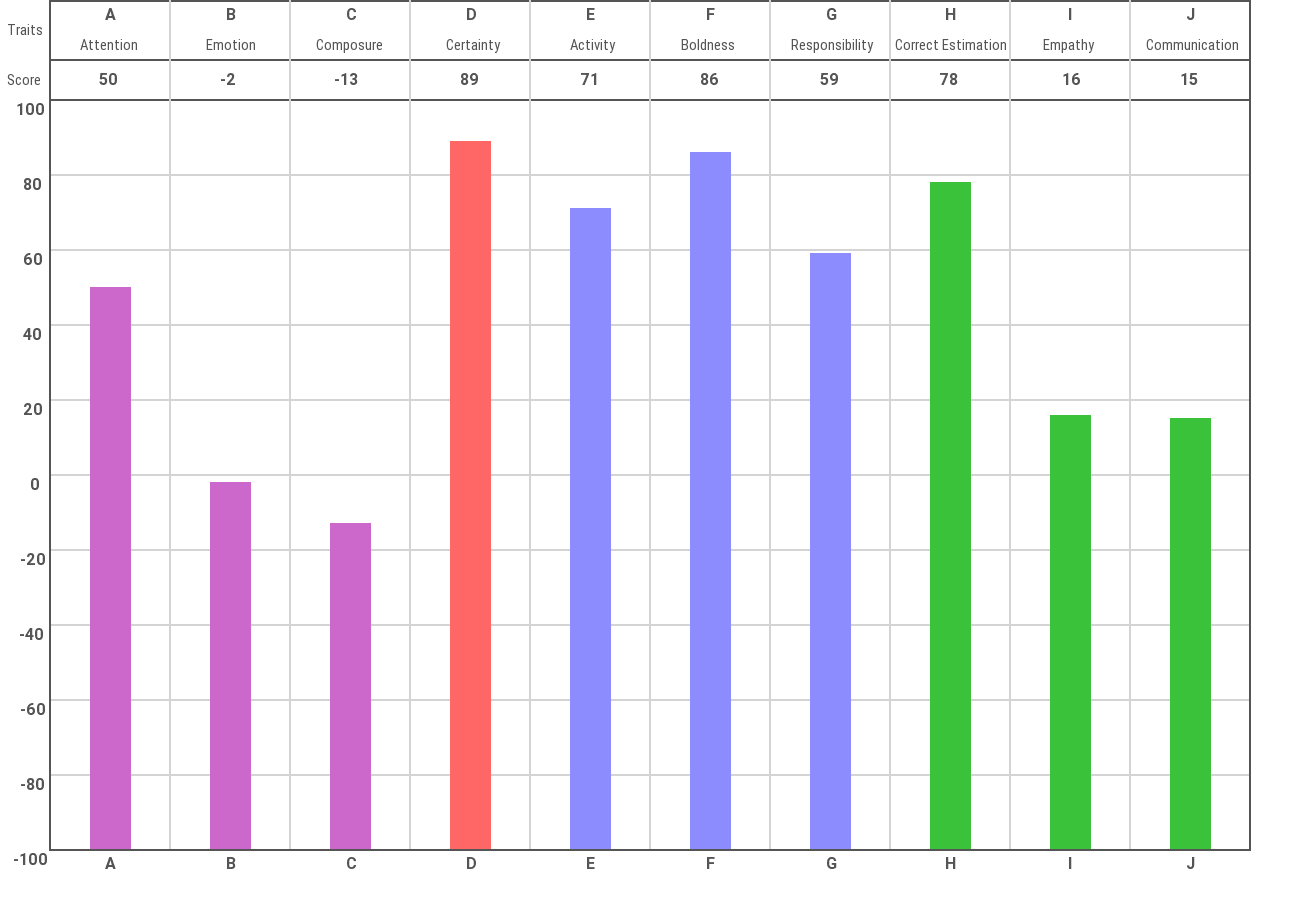 A B C D E F G H I J
Traits
Attention Emotion Composure Certainty Activity Boldness Responsibility Correct Estimation Empathy Communication
Score 50 -2 -13 89 71 86 59 78 16 15
100
80
60
40
20
0
-20
-40
-60
-80
-100
A B C D E F G H I J